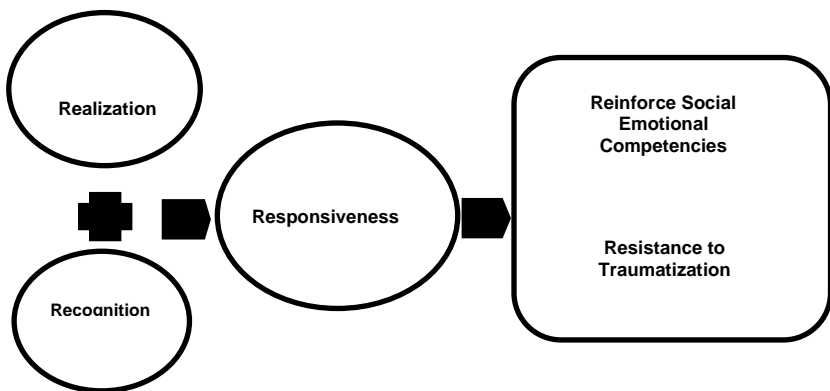 Realization
Recognition
Responsiveness
Reinforce Social
Emotional
Competencies
Resistance to
Traumatization